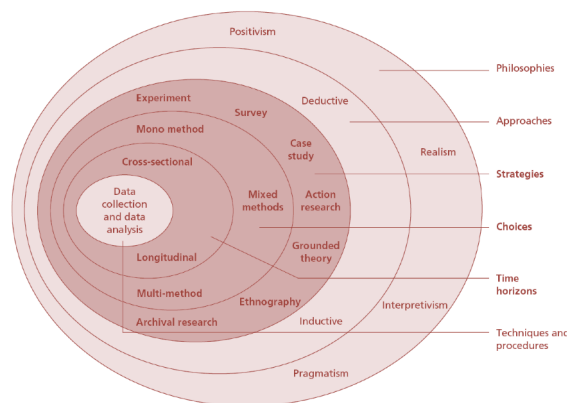 Positivism
Philosophies
Experiment
Deductive
Survey
Approaches
Mono method
Case
study
Realism
Cross-sectional
Strategies
Data
collection
and data
analysis
Mixed
methods
Action
research
Choices
Grounded
theory
Longitudinal
Time
horizons
Multi-method
Ethnography
Interpretivism
Archival research
Inductive
Techniques and
procedures
Pragmatism